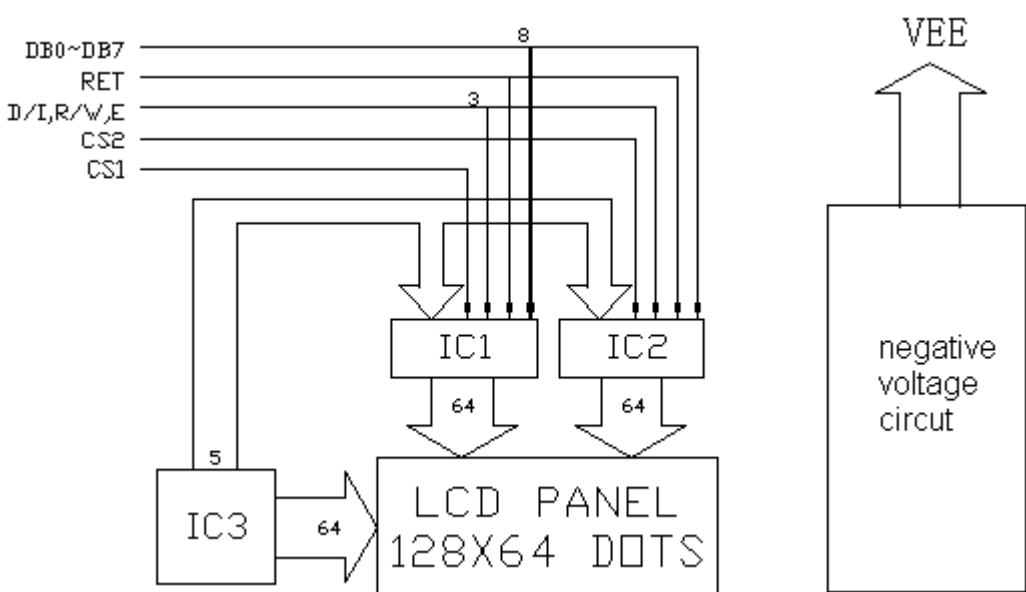 8
DB0~DB7
RET
3
D/I,R/W,E
CS2
CS1
IC1
IC2
64
64
5
IC3
64
LCD PANEL
128X64 DOTS
VEE
negative
voltage
circut